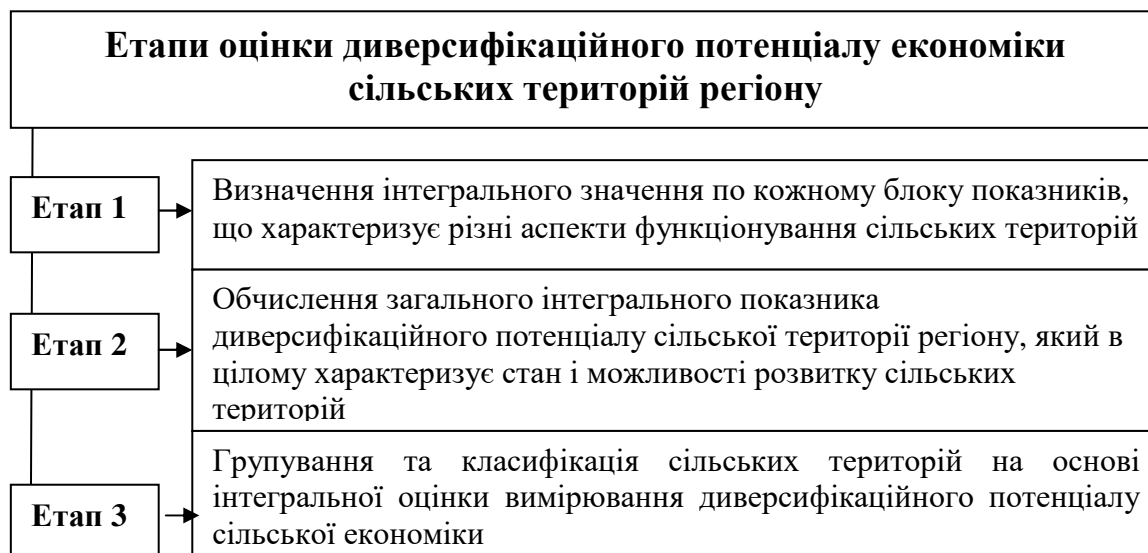 Етапи оцінки диверсифікаційного потенціалу економіки
сільських територій регіону
Етап 1
Визначення інтегрального значення по кожному блоку показників,
що характеризує різні аспекти функціонування сільських територій
Етап 2
Обчислення загального інтегрального показника
диверсифікаційного потенціалу сільської території регіону, який в
цілому характеризує стан і можливості розвитку сільських
територій
Етап 3
Групування та класифікація сільських територій на основі
інтегральної оцінки вимірювання диверсифікаційного потенціалу
сільської економіки